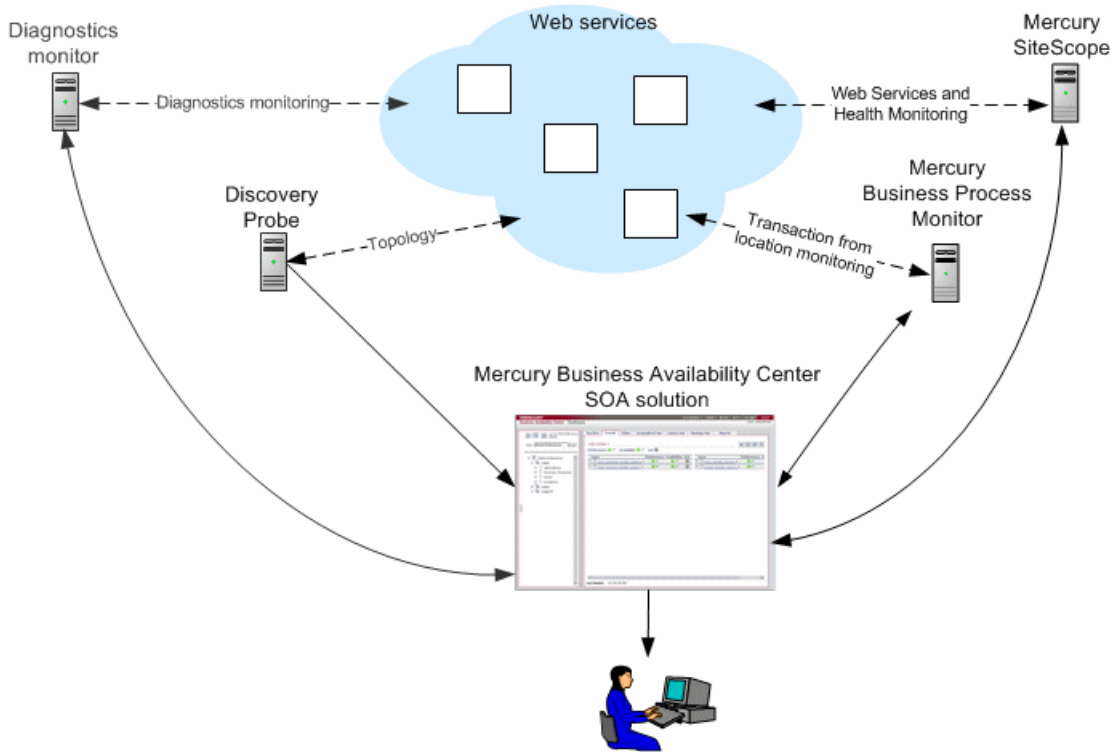 Web services
Diagnostics
monitor
Mercury
SiteScope
Diagnostics monitoring
Web Services and
Health Monitoring
Discovery
Probe
Mercury
Business Process
Monitor
Topology
Transaction from
location monitoring
Mercury Business Availability Center
SOA solution